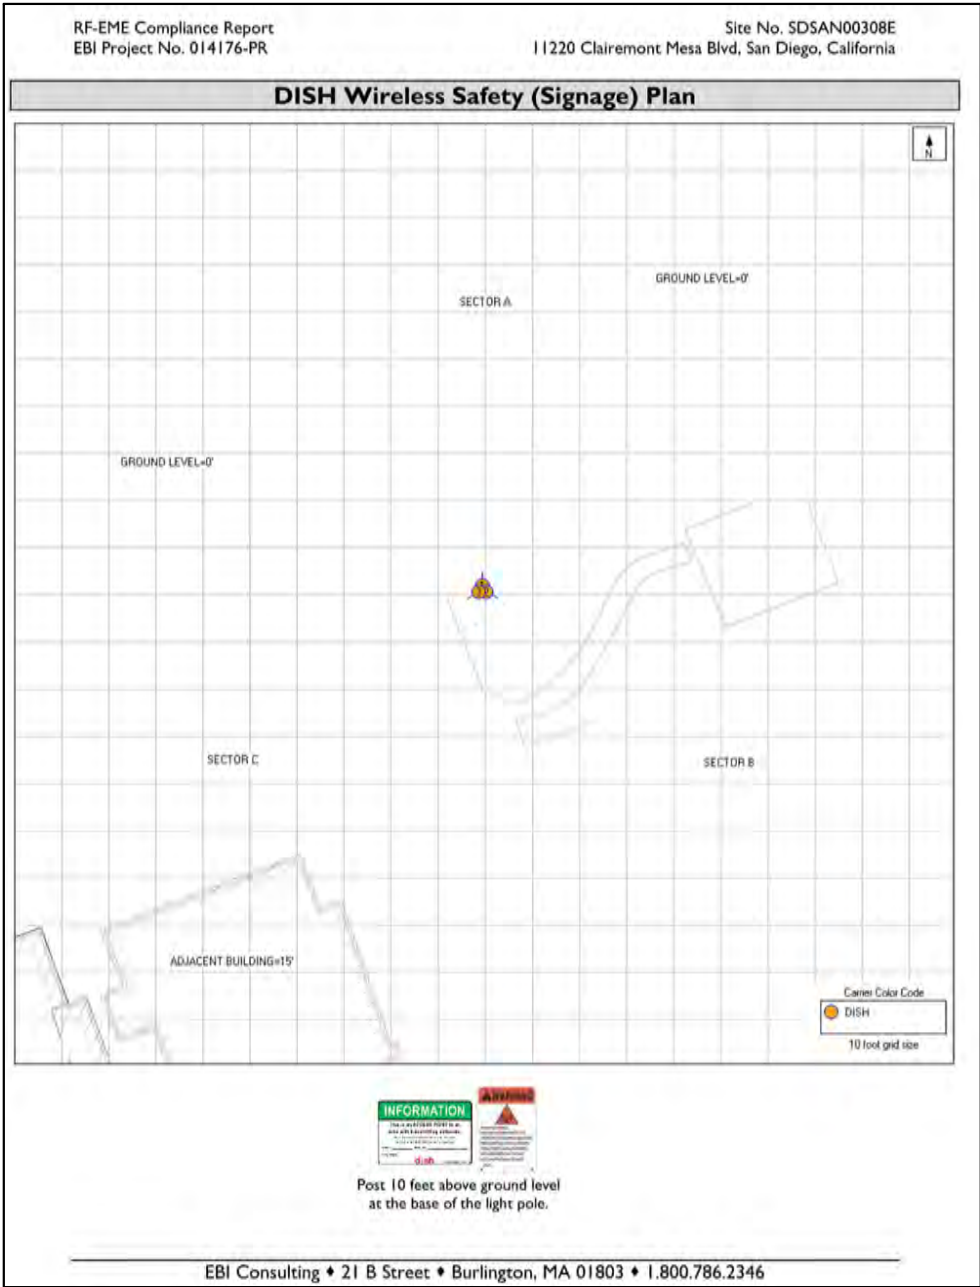 RF-EME Compliance Report
EBI Project No. 014176-PR
Site No. SDSAN00308E
11220 Clairemont Mesa Blvd, San Diego, California
DISH Wireless Safety (Signage) Plan
N
GROUND LEVEL=0'
SECTOR A
GROUND LEVEL=0'
SECTOR C
SECTOR B
ADJACENT BUILDING=15'
Carrier Color Code
DISH
10 foot grid size
INFORMATION
dish
WARNING
Post 10 feet above ground level
at the base of the light pole.
EBI Consulting ♦ 21 B Street ♦ Burlington, MA 01803 ♦ 1.800.786.2346